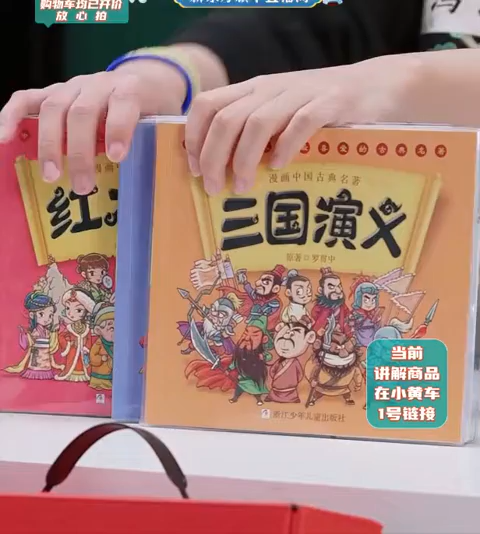 购物车均已开价
放心拍
漫画中国古典名著
三国演义
原著◎罗贯中
浙江少年儿童出版社
红
当前
讲解商品
在小黄车
1号链接